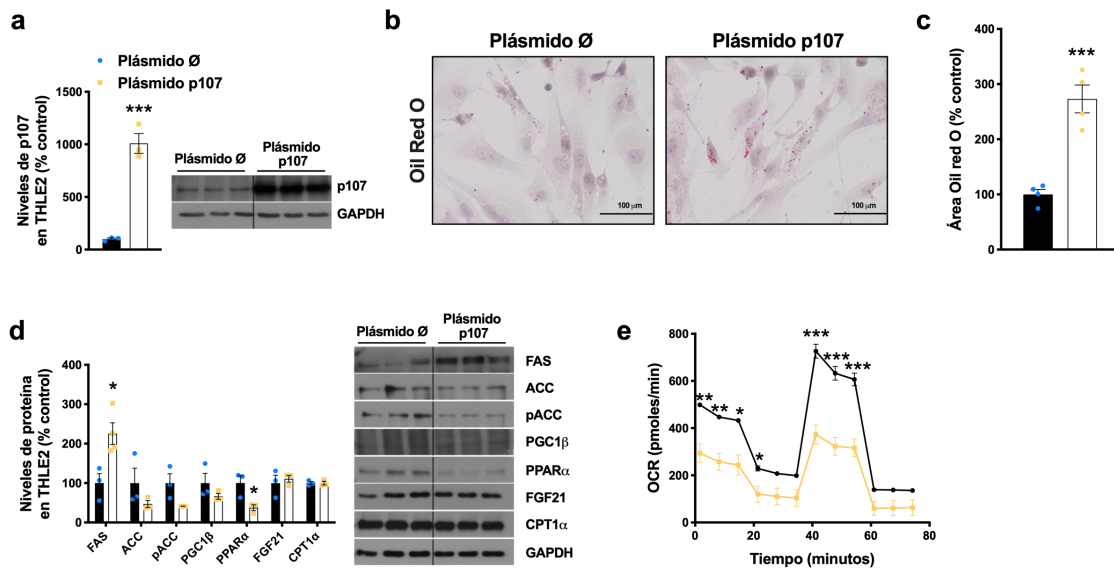 a
Plásmido Ø
Plásmido p107
Niveles de p107
en THLE2 (% control)
1500
1000
500
0
***
Plásmido Ø
Plásmido
p107
p107
GAPDH
b
Plásmido Ø
Plásmido p107
Oil Red O
100 μm
100 μm
c
Área Oil red O (% control)
400
300
200
100
0
***
d
Niveles de proteína
en THLE2 (% control)
400
300
200
100
0
*
*
FAS
ACC
pACC
PGC1β
PPARα
FGF21
CPT1α
Plásmido Ø
Plásmido
p107
FAS
ACC
pACC
PGC1β
PPARα
FGF21
CPT1α
GAPDH
e
OCR (pmoles/min)
800
600
400
200
0
** ** * * *** *** ***
0 20 40 60 80
Tiempo (minutos)